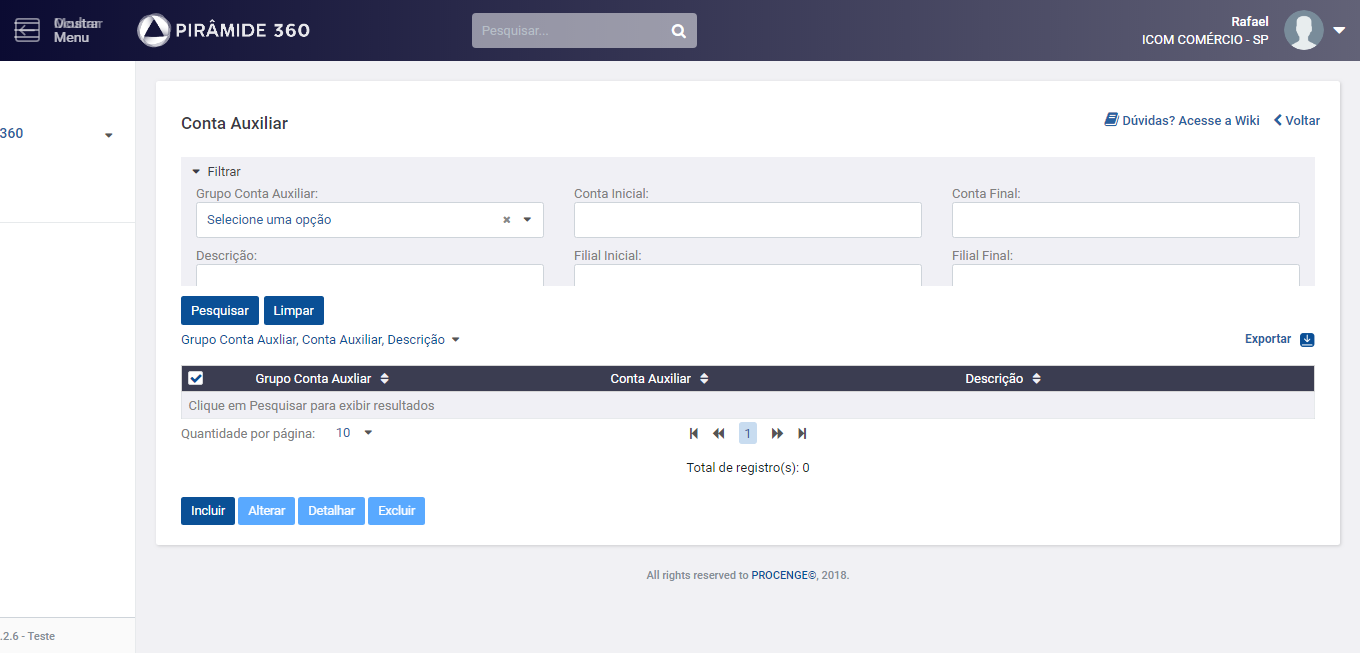 Mostrar
Menu
PIRÂMIDE 360
Pesquisar...
Rafael
ICOM COMÉRCIO - SP
360
Conta Auxiliar
Dúvidas? Acesse a Wiki
Voltar
Filtrar
Grupo Conta Auxiliar:
Conta Inicial:
Conta Final:
Selecione uma opção
Descrição:
Filial Inicial:
Filial Final:
Pesquisar
Limpar
Grupo Conta Auxliar, Conta Auxiliar, Descrição
Exportar
Grupo Conta Auxliar
Conta Auxiliar
Descrição
Clique em Pesquisar para exibir resultados
Quantidade por página:
10
1
Total de registro(s): 0
Incluir
Alterar
Detalhar
Excluir
All rights reserved to PROCENGE©, 2018.
.2.6 - Teste